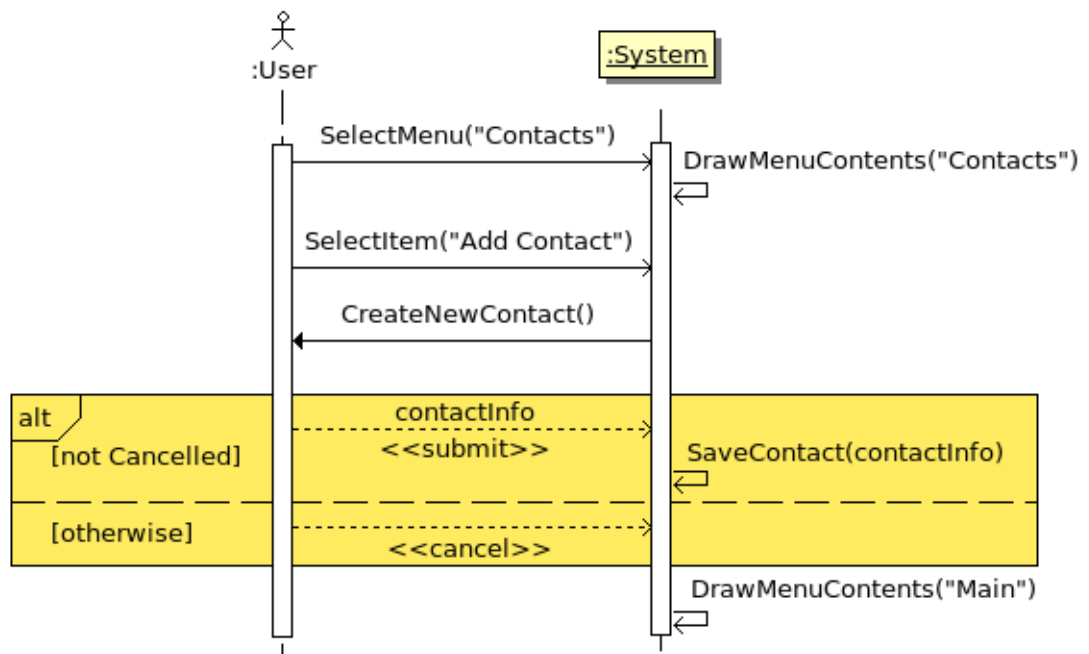 :User
:System
SelectMenu("Contacts")
DrawMenuContents("Contacts")
SelectItem("Add Contact")
CreateNewContact()
alt
contactInfo
[not Cancelled]
<<submit>>
SaveContact(contactInfo)
[otherwise]
<<cancel>>
DrawMenuContents("Main")